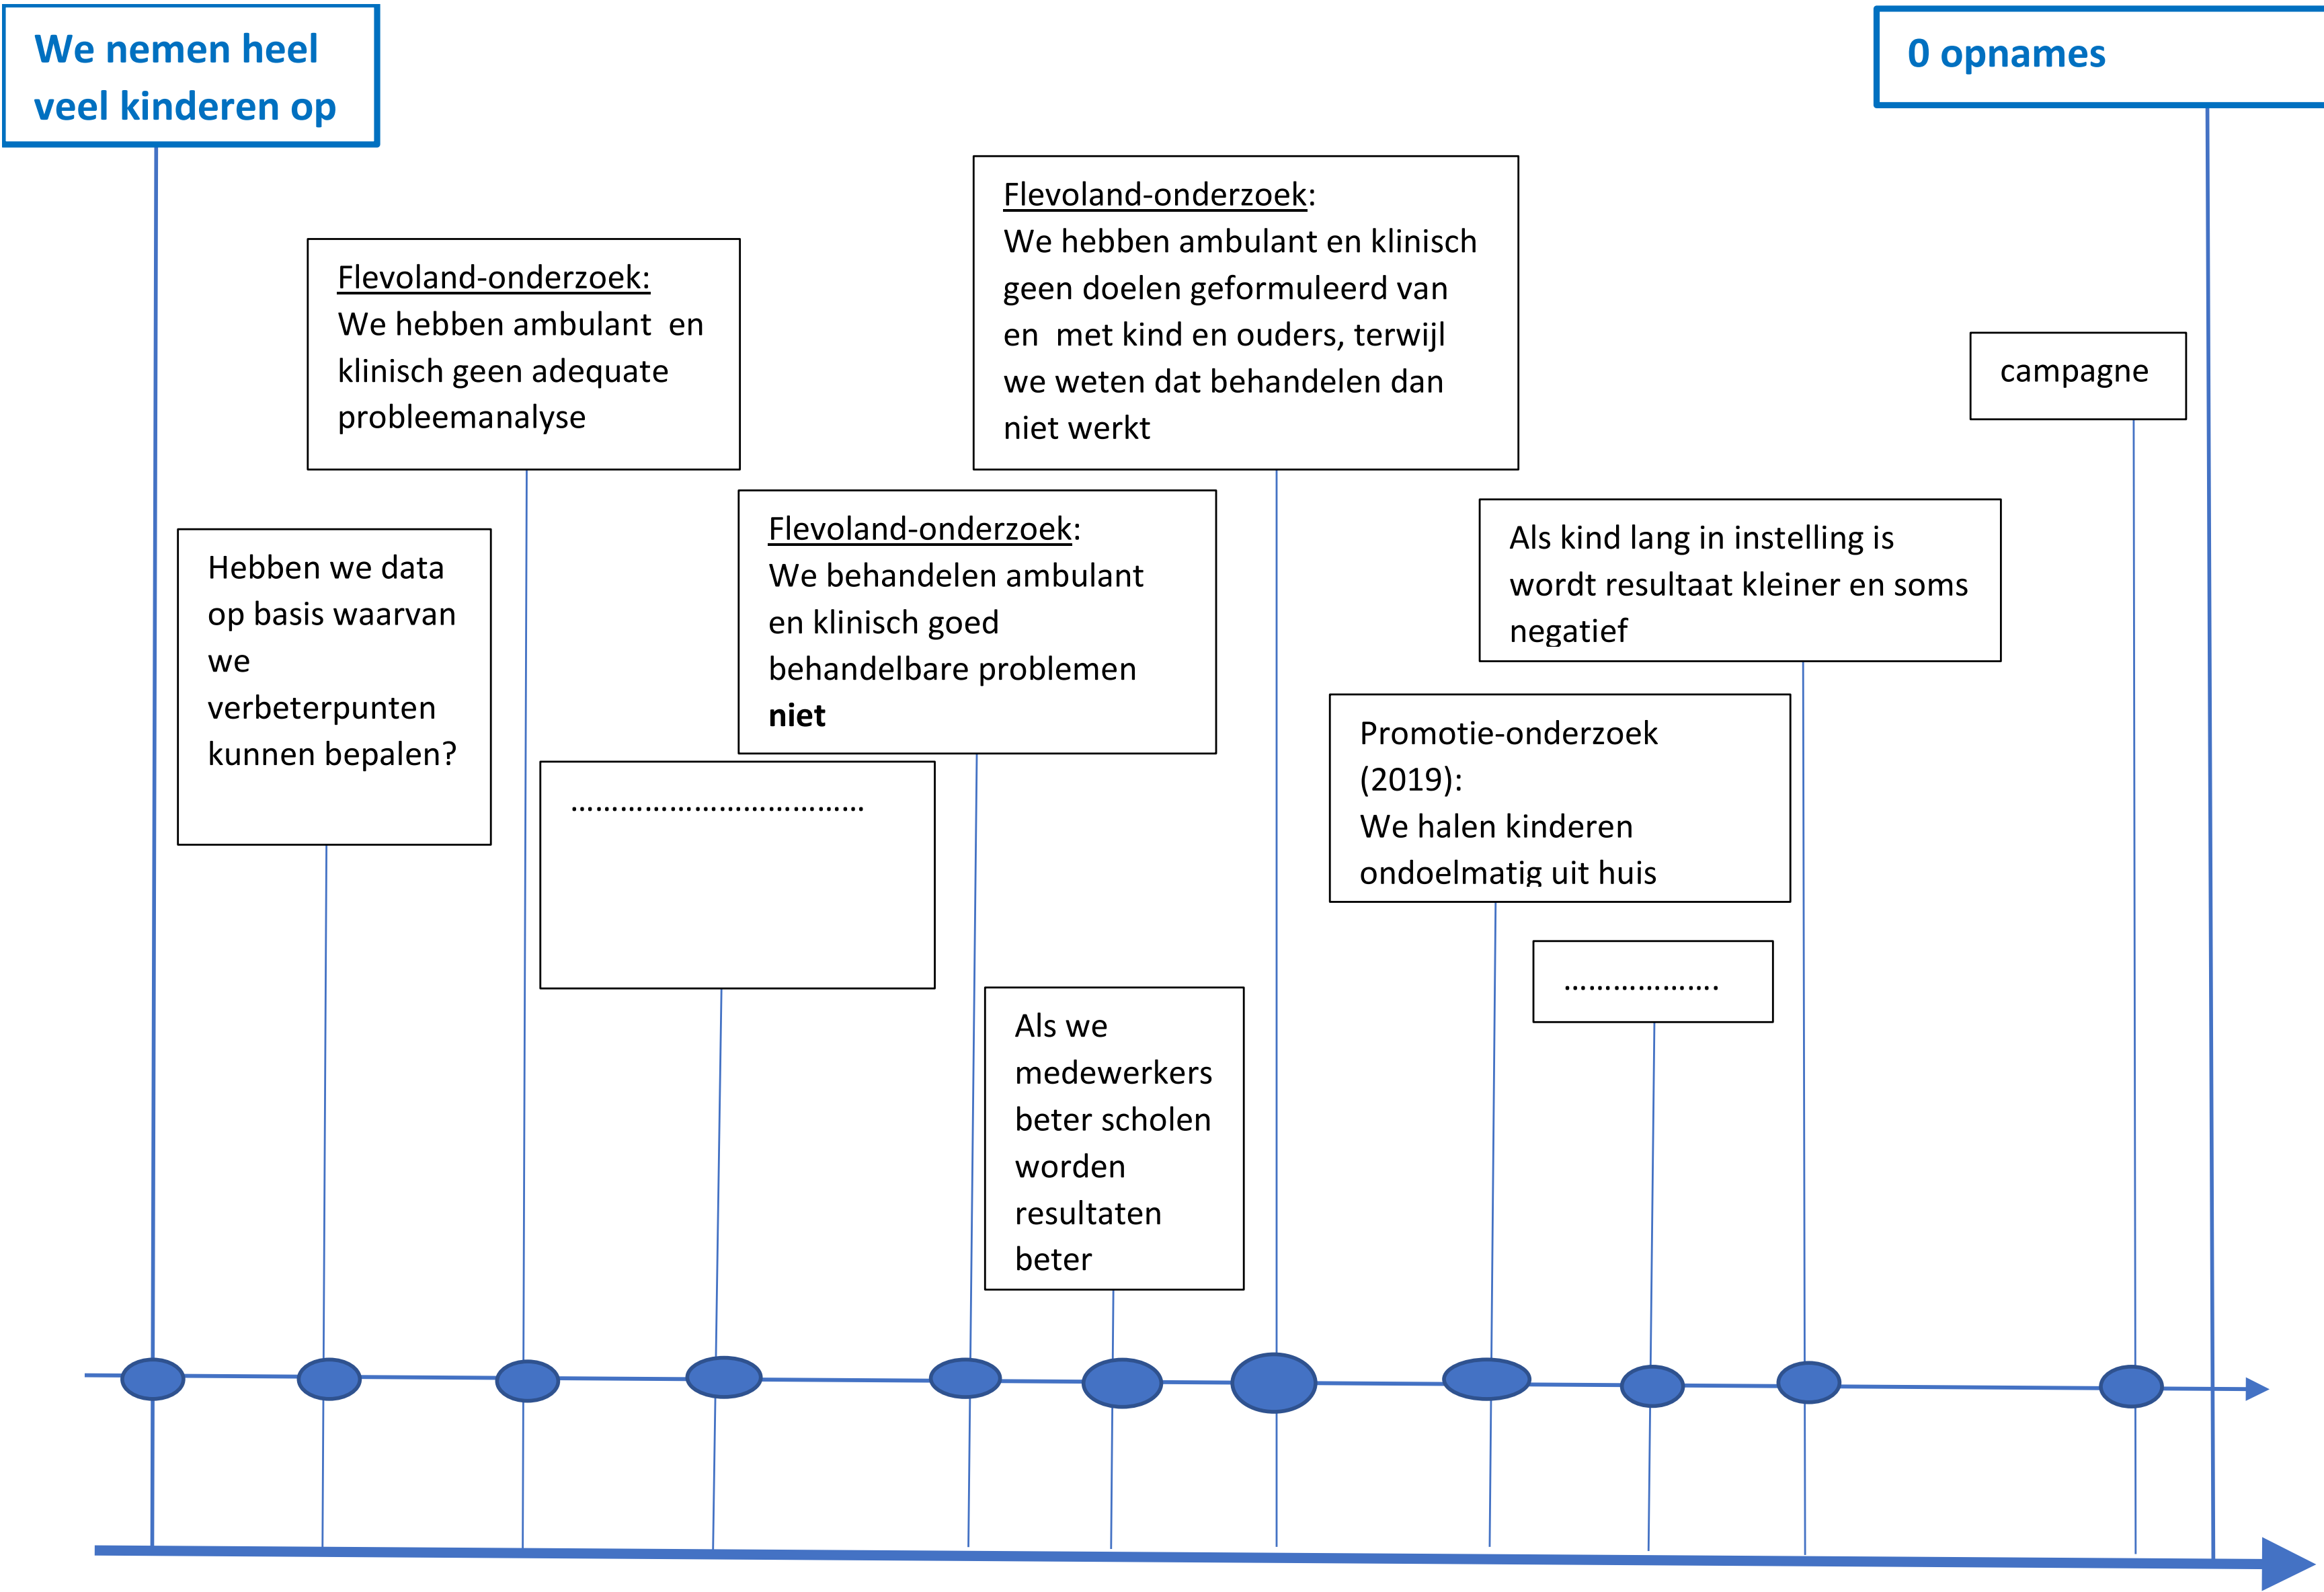 We nemen heel
veel kinderen op
0 opnames
Flevoland-onderzoek:
We hebben ambulant en klinisch
geen doelen geformuleerd van
en  met kind en ouders, terwijl
we weten dat behandelen dan
niet werkt
Flevoland-onderzoek:
We hebben ambulant  en
klinisch geen adequate
probleemanalyse
campagne
Flevoland-onderzoek:
We behandelen ambulant
en klinisch goed
behandelbare problemen
niet
Als kind lang in instelling is
wordt resultaat kleiner en soms
negatief
Hebben we data
op basis waarvan
we
verbeterpunten
kunnen bepalen?
Promotie-onderzoek
(2019):
We halen kinderen
ondoelmatig uit huis
………………………………
……………….
Als we
medewerkers
beter scholen
worden
resultaten
beter